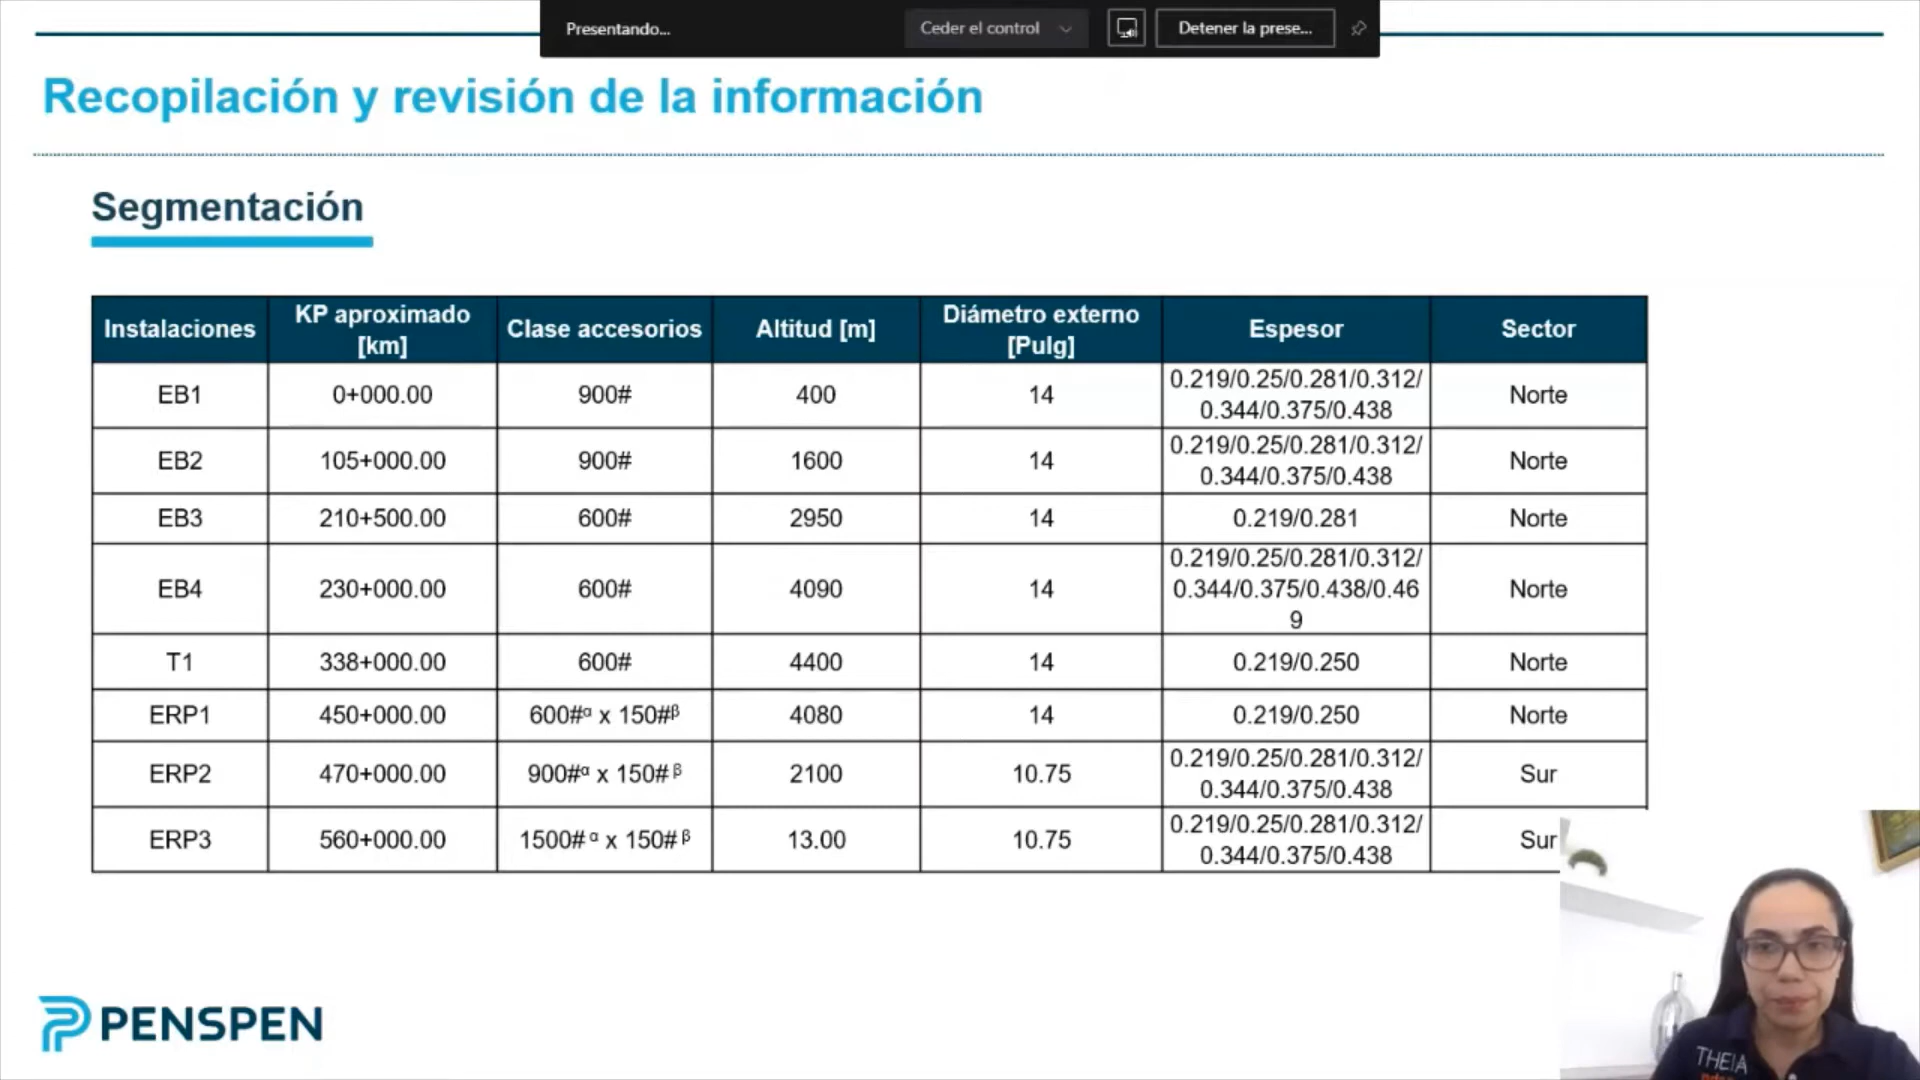 Presentando...
Ceder el control
Detener la prese...
Recopilación y revisión de la información
Segmentación
Instalaciones KP aproximado [km] Clase accesorios Altitud [m] Diámetro externo [Pulg] Espesor Sector
EB1 0+000.00 900# 400 14 0.219/0.25/0.281/0.312/ 0.344/0.375/0.438 Norte
EB2 105+000.00 900# 1600 14 0.219/0.25/0.281/0.312/ 0.344/0.375/0.438 Norte
EB3 210+500.00 600# 2950 14 0.219/0.281 Norte
EB4 230+000.00 600# 4090 14 0.219/0.25/0.281/0.312/ 0.344/0.375/0.438/0.46 9 Norte
T1 338+000.00 600# 4400 14 0.219/0.250 Norte
ERP1 450+000.00 600#ᵅ x 150#ᵝ 4080 14 0.219/0.250 Norte
ERP2 470+000.00 900#ᵅ x 150# ᵝ 2100 10.75 0.219/0.25/0.281/0.312/ 0.344/0.375/0.438 Sur
ERP3 560+000.00 1500# ᵅ x 150# ᵝ 13.00 10.75 0.219/0.25/0.281/0.312/ 0.344/0.375/0.438 Sur
PENSPEN
THEIA